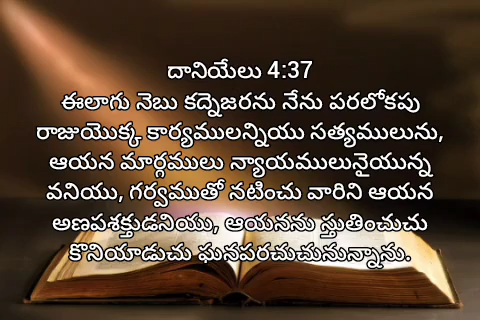 దానియేలు 4:37
ఈలాగు నెబు కద్నెజరను నేను పరలోకపు
రాజుయొక్క కార్యములన్నియు సత్యములును,
ఆయన మార్గములు న్యాయములునైయున్న
వనియు, గర్వముతో నటించు వారిని ఆయన
అణపశక్తుడనియు, ఆయనను స్తుతించుచు
కొనియాడుచు ఘనపరచుచునున్నాను.